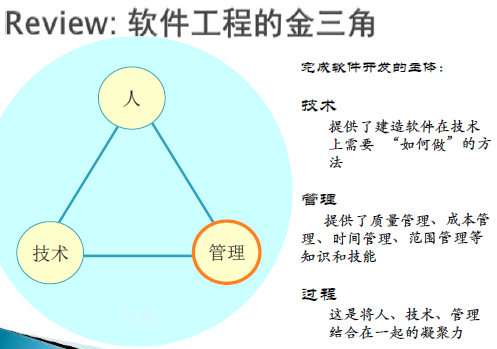 Review: 软件工程的金三角
人
技术
管理
完成软件开发的主体：
技术
提供了建造软件在技术
上需要 “如何做”的方
法
管理
提供了质量管理、成本管
理、时间管理、范围管理等
知识和技能
过程
这是将人、技术、管理
结合在一起的凝聚力